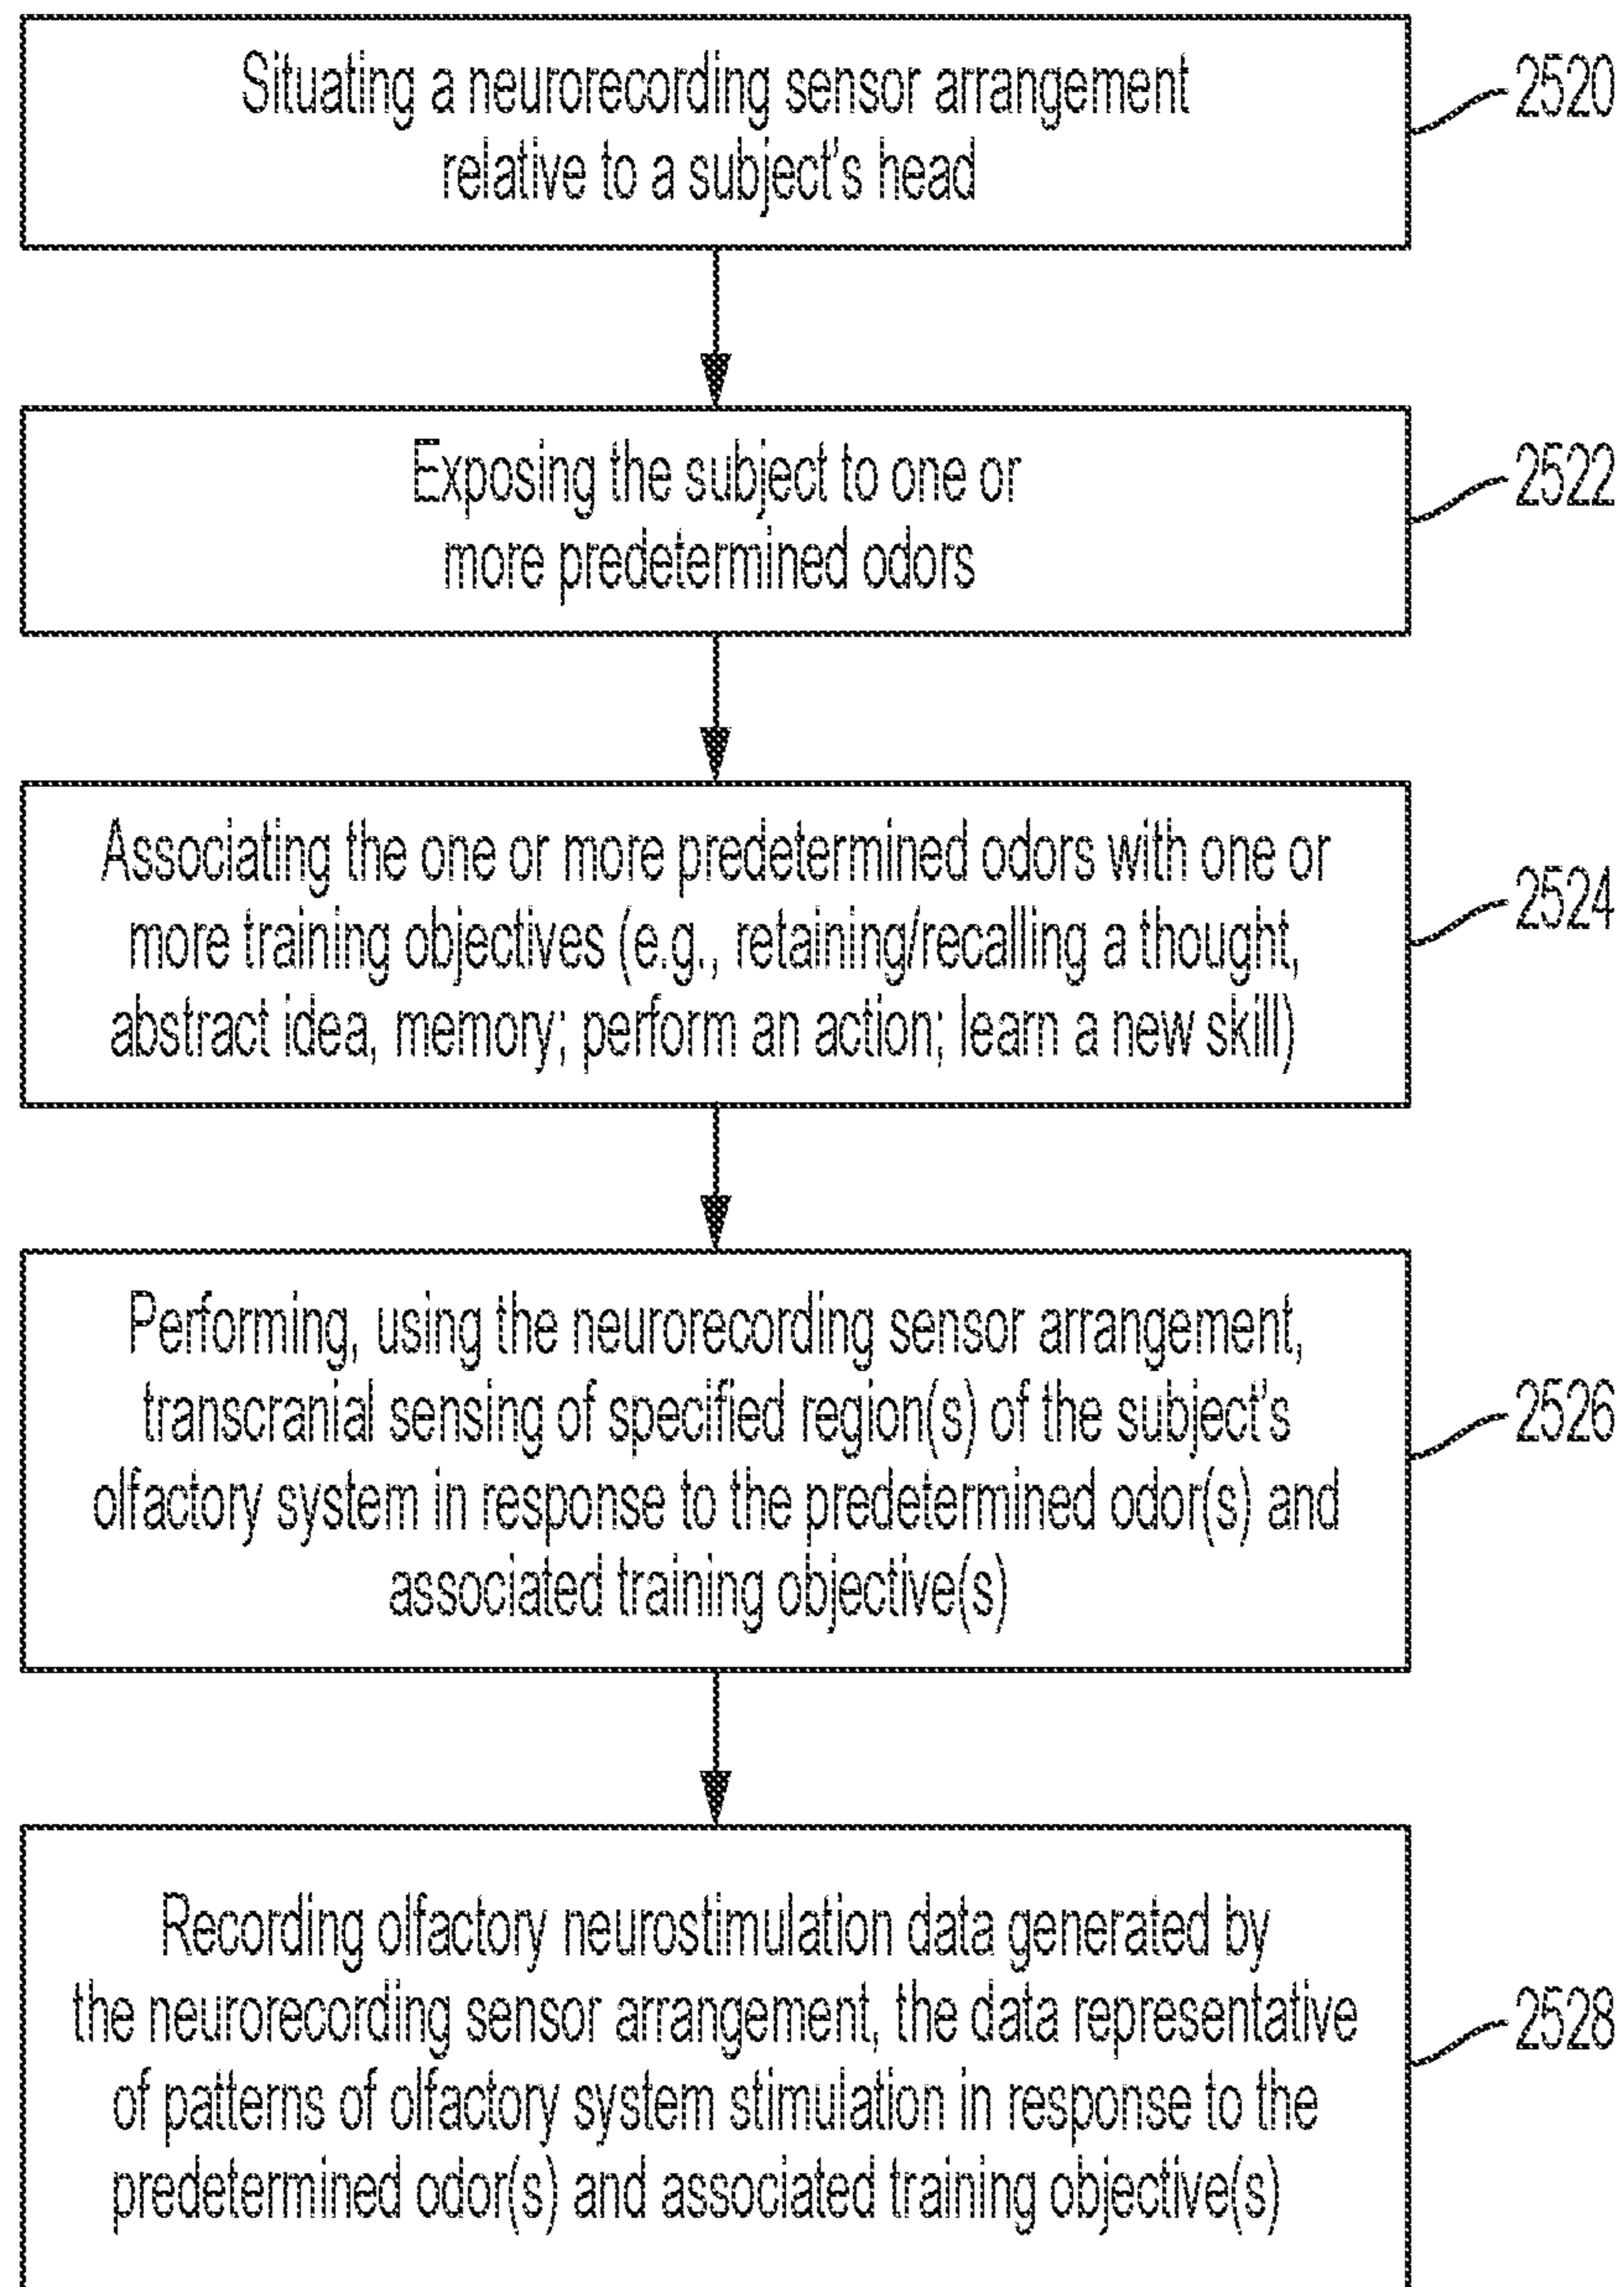 Situating a neurorecording sensor arrangement
relative to a subject's head
2520
Exposing the subject to one or
more predetermined odors
2522
Associating the one or more predetermined odors with one or
more training objectives (e.g., retaining/recalling a thought,
abstract idea, memory; perform an action; learn a new skill)
2524
Performing, using the neurorecording sensor arrangement,
transcranial sensing of specified region(s) of the subject's
olfactory system in response to the predetermined odor(s) and
associated training objective(s)
2526
Recording olfactory neurostimulation data generated by
the neurorecording sensor arrangement, the data representative
of patterns of olfactory system stimulation in response to the
predetermined odor(s) and associated training objective(s)
2528